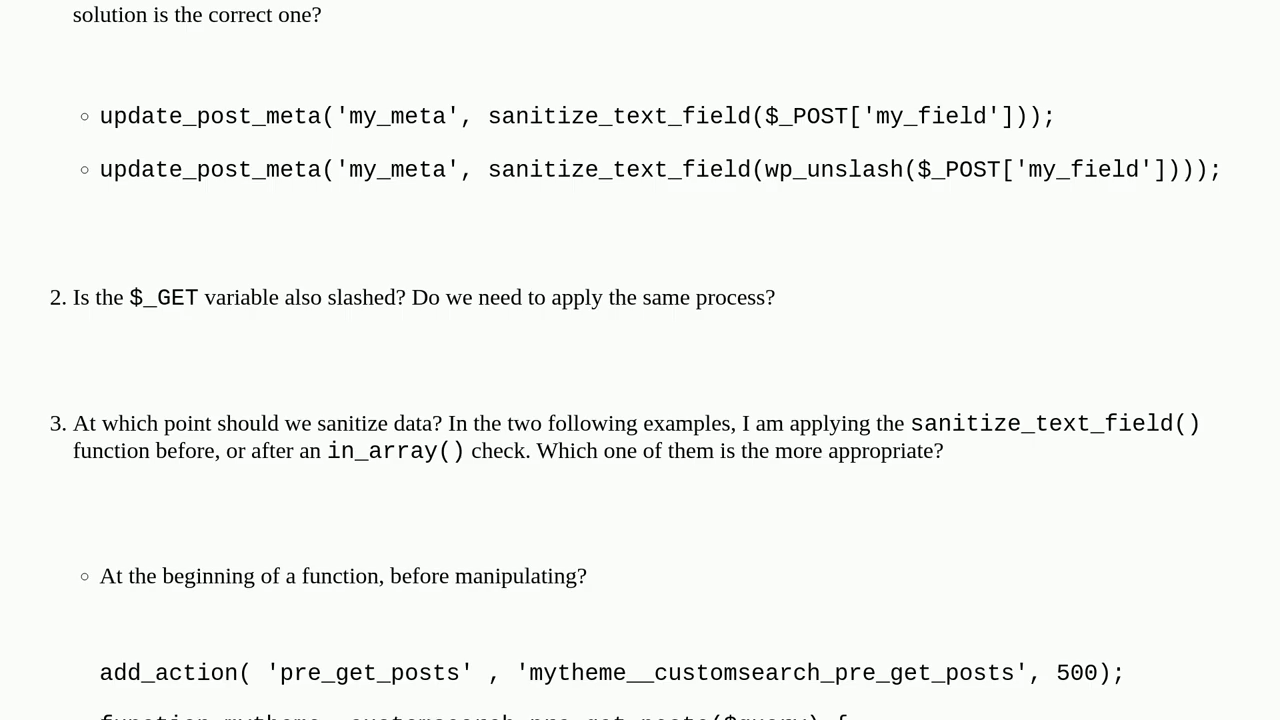 solution is the correct one?
update_post_meta('my_meta', sanitize_text_field($_POST['my_field']));
update_post_meta('my_meta', sanitize_text_field(wp_unslash($_POST['my_field'])));
2. Is the $_GET variable also slashed? Do we need to apply the same process?
3. At which point should we sanitize data? In the two following examples, I am applying the sanitize_text_field()
function before, or after an in_array() check. Which one of them is the more appropriate?
At the beginning of a function, before manipulating?
add_action( 'pre_get_posts' , 'mytheme__customsearch_pre_get_posts', 500);